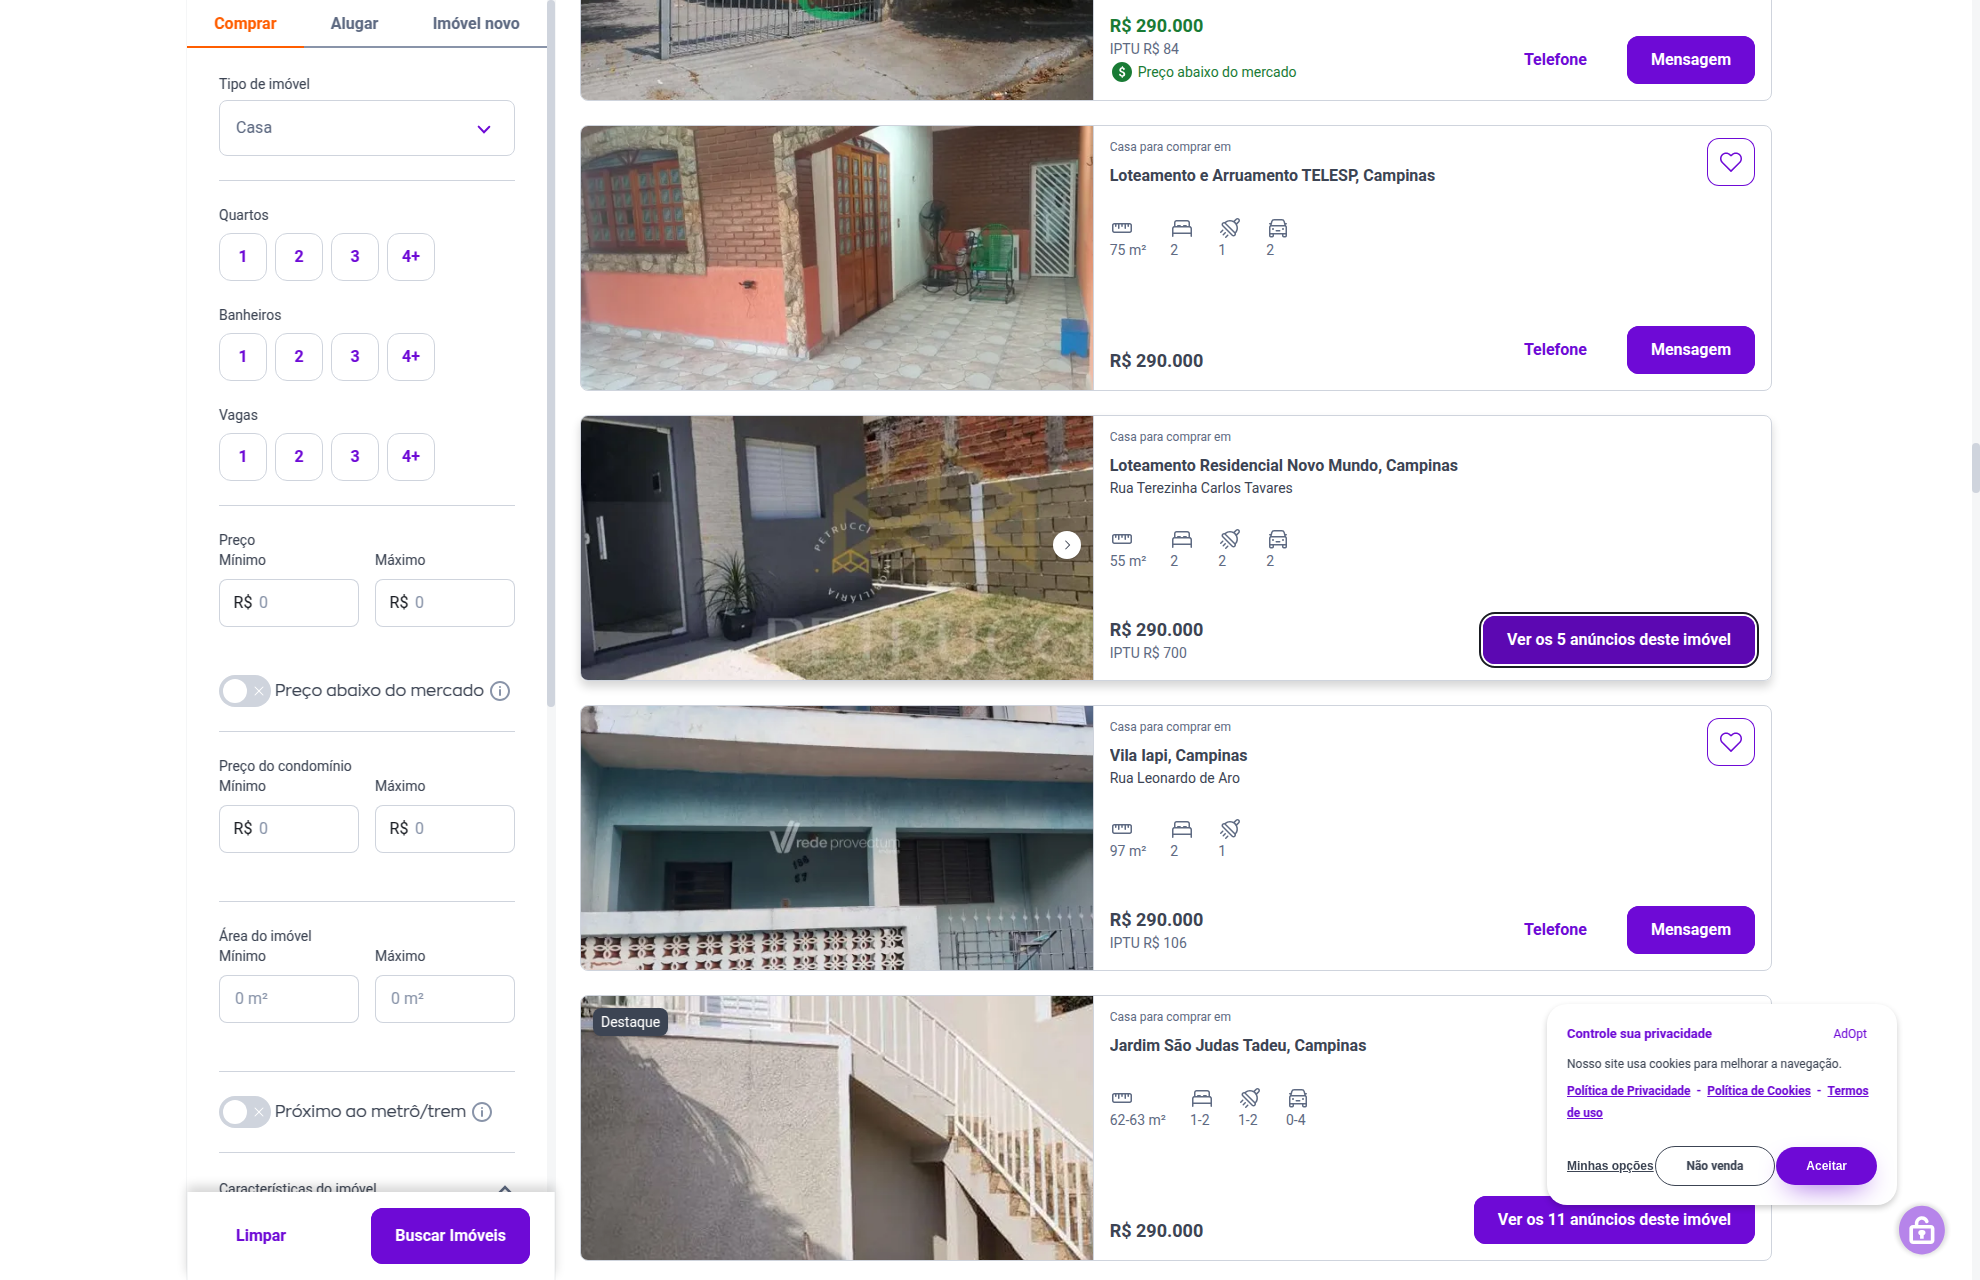 Comprar
Alugar
Imóvel novo
Tipo de imóvel
Casa
Quartos
1
2
3
4+
Banheiros
1
2
3
4+
Vagas
1
2
3
4+
Preço
Mínimo
Máximo
R$ 0
R$ 0
Preço abaixo do mercado
Preço do condomínio
Mínimo
Máximo
R$ 0
R$ 0
Área do imóvel
Mínimo
Máximo
0 m²
0 m²
Próximo ao metrô/trem
Características do imóvel
Limpar
Buscar Imóveis
R$ 290.000
IPTU R$ 84
Preço abaixo do mercado
Telefone
Mensagem
Casa para comprar em
Loteamento e Arruamento TELESP, Campinas
75 m²
2
1
2
R$ 290.000
Telefone
Mensagem
PETRUCCI
IMOBILIÁRIA
Casa para comprar em
Loteamento Residencial Novo Mundo, Campinas
Rua Terezinha Carlos Tavares
55 m²
2
2
2
R$ 290.000
IPTU R$ 700
Ver os 5 anúncios deste imóvel
rede provectum
Casa para comprar em
Vila Iapi, Campinas
Rua Leonardo de Aro
97 m²
2
1
R$ 290.000
IPTU R$ 106
Telefone
Mensagem
Destaque
Casa para comprar em
Jardim São Judas Tadeu, Campinas
62-63 m²
1-2
1-2
0-4
R$ 290.000
Ver os 11 anúncios deste imóvel
Controle sua privacidade
AdOpt
Nosso site usa cookies para melhorar a navegação.
Política de Privacidade - Política de Cookies - Termos
de uso
Minhas opções
Não venda
Aceitar